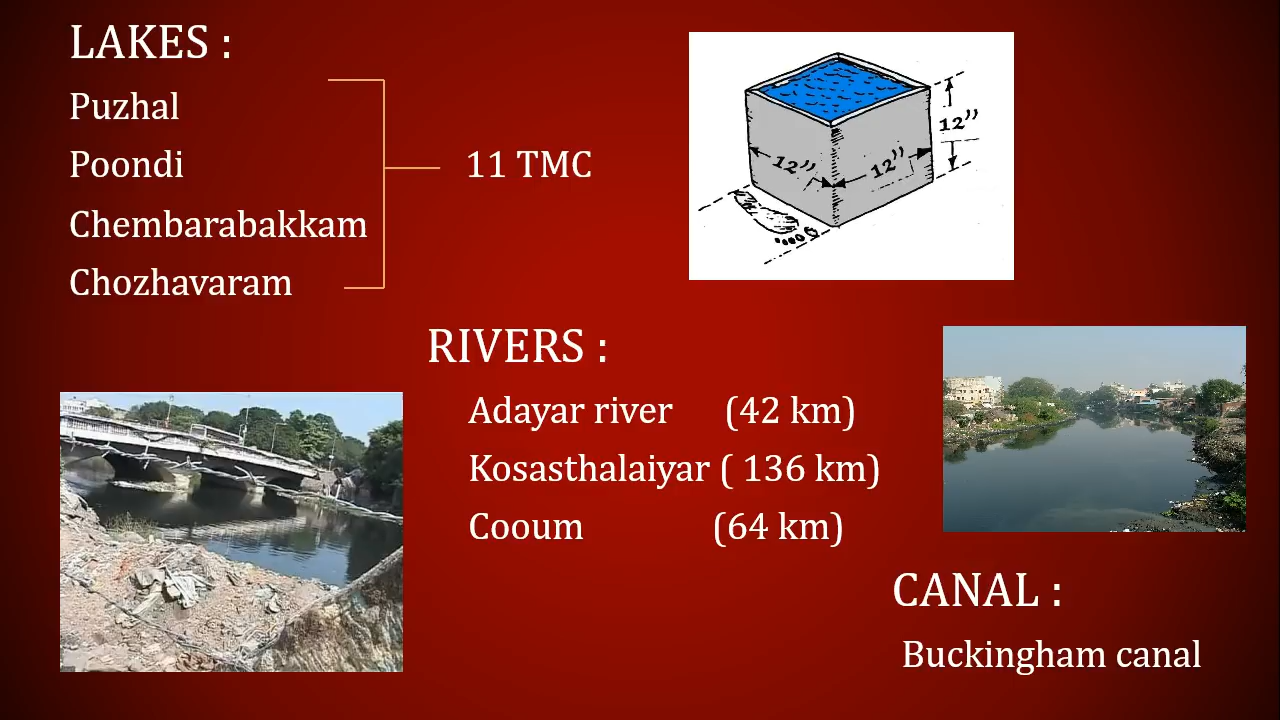 LAKES :
Puzhal
Poondi
Chembarabakkam
Chozhavaram
11 TMC
12”
12”
12”
RIVERS :
Adayar river (42 km)
Kosasthalaiyar ( 136 km)
Cooum (64 km)
CANAL :
Buckingham canal